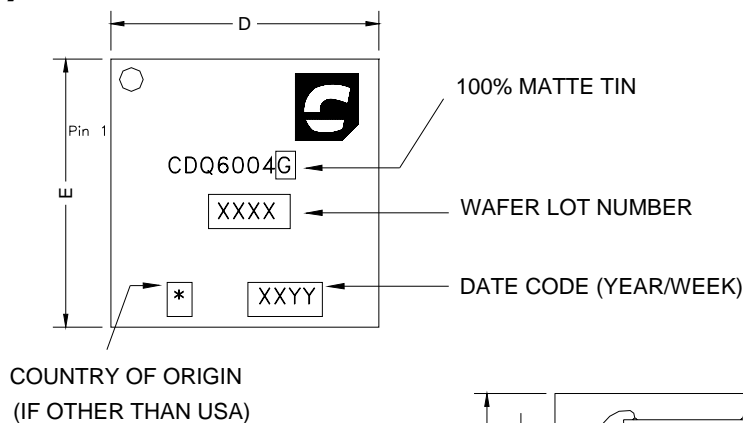 D
100% MATTE TIN
Pin 1
CDQ6004G
E
XXXX
WAFER LOT NUMBER
* XXYY
DATE CODE (YEAR/WEEK)
COUNTRY OF ORIGIN
(IF OTHER THAN USA)